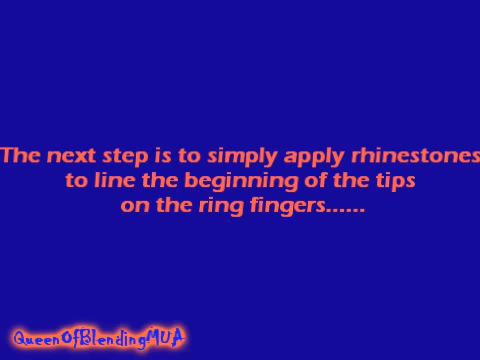 The next step is to simply apply rhinestones
to line the beginning of the tips
on the ring fingers......
QueenOfBlendingMUA